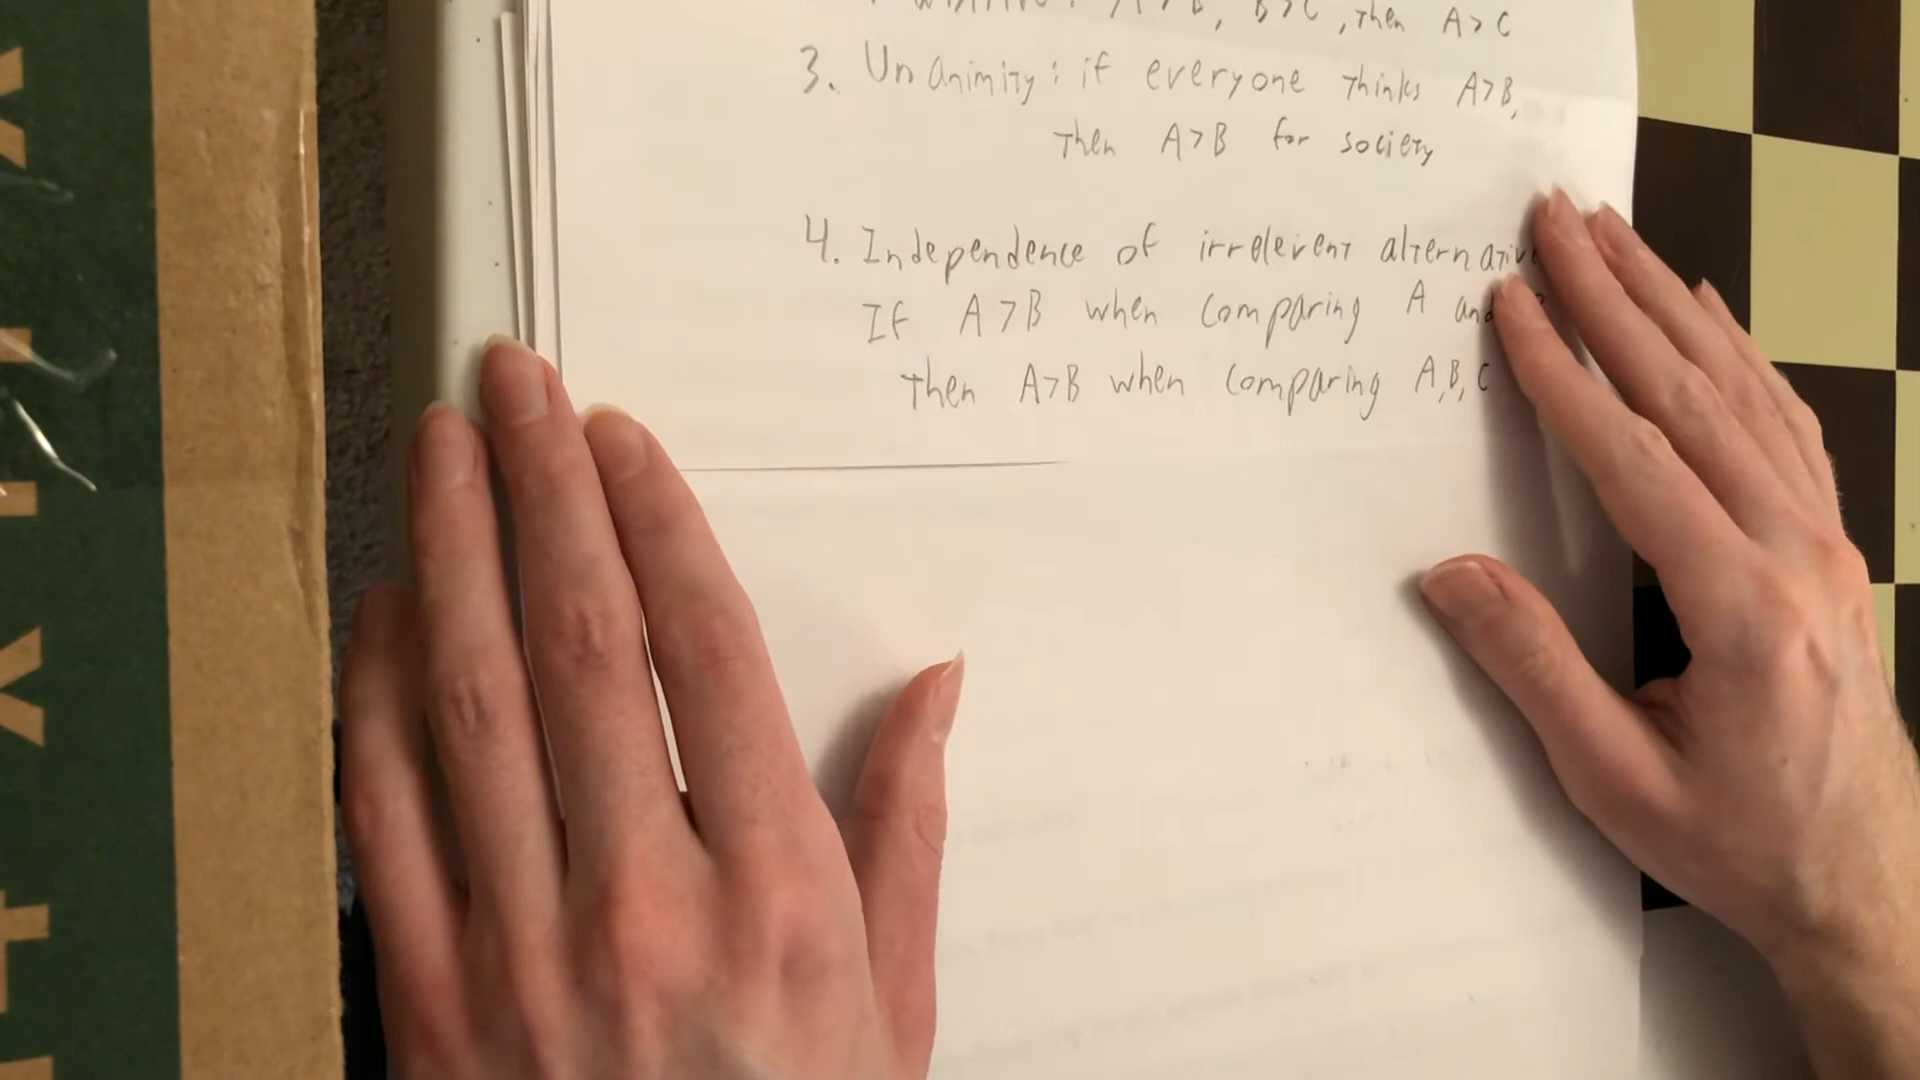 , B>C, Then A>C
3. Unanimity: if everyone thinks A>B,
Then A>B for society
4. Independence of irrelevent
If A>B when comparing A and
then A>B when comparing A,B,C